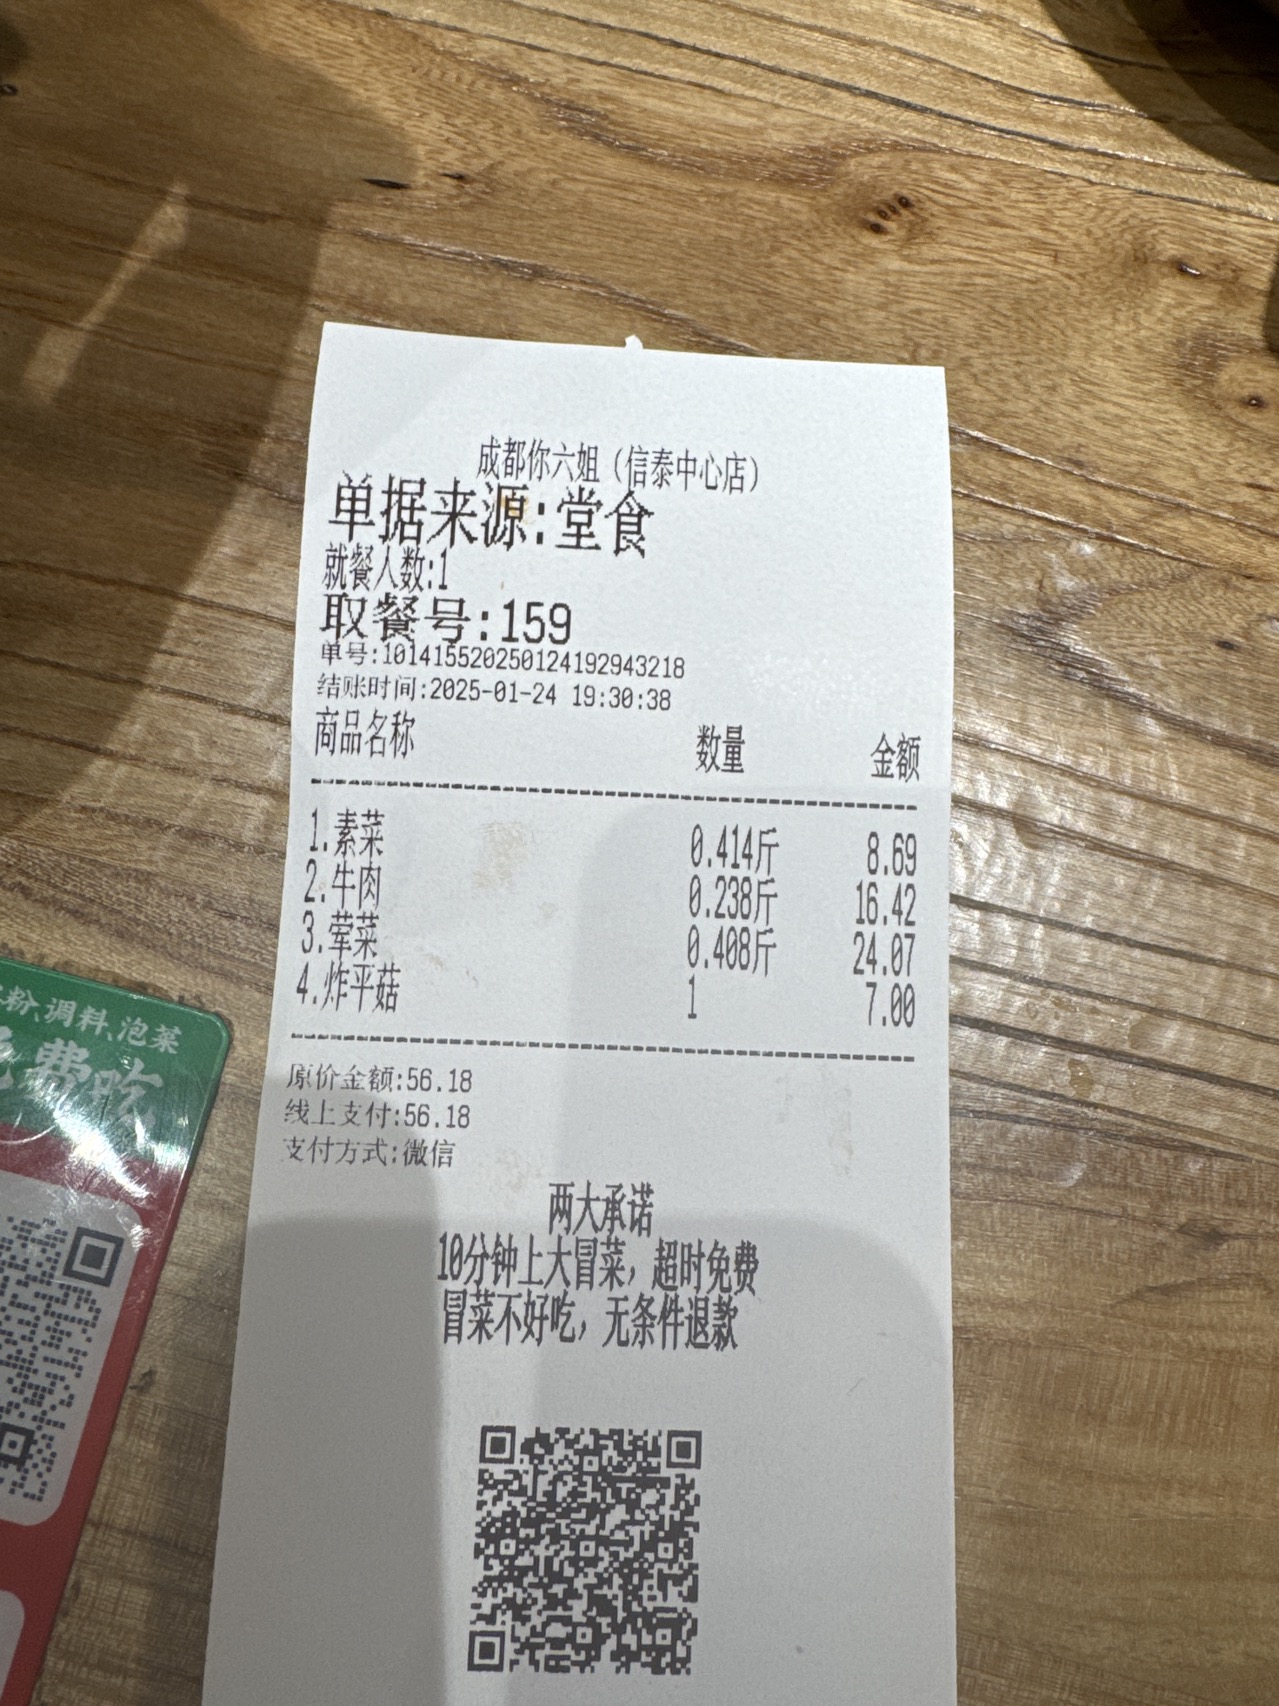 成都你六姐（信泰中心店）
单据来源:堂食
就餐人数:1
取餐号:159
单号:101415520250124192943218
结账时间:2025-01-24 19:30:38
商品名称 数量 金额
1.素菜 0.414斤 8.69
2.牛肉 0.238斤 16.42
3.荤菜 0.408斤 24.07
4.炸平菇 1 7.00
原价金额:56.18
线上支付:56.18
支付方式:微信
两大承诺
10分钟上大冒菜，超时免费
冒菜不好吃，无条件退款
粉、调料、泡菜
免费吃